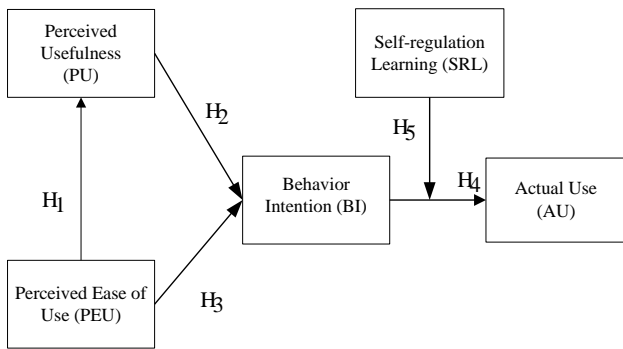 Perceived
Usefulness
(PU)
Self-regulation
Learning (SRL)
H2
H5
Behavior
Intention (BI)
H4
Actual Use
(AU)
H1
Perceived Ease of
Use (PEU)
H3